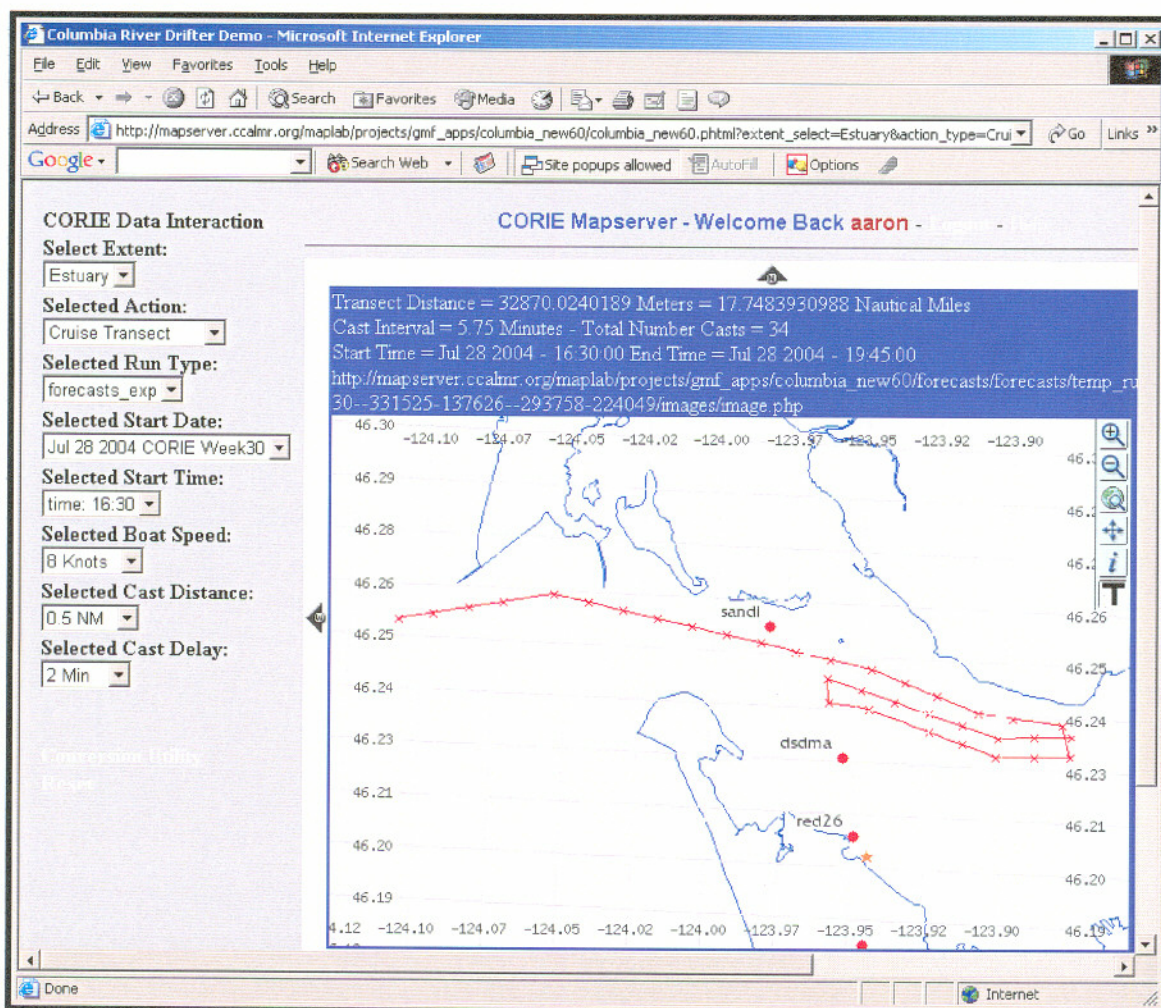 Columbia River Drifter Demo - Microsoft Internet Explorer
File Edit View Favorites Tools Help
Back Search Favorites Media
Address http://mapserver.ccalmr.org/maplab/projects/gmf_apps/columbia_new60/columbia_new60.phtml?extent_select=Estuary&action_type=Crui Go Links »
Google Search Web Site popups allowed AutoFill Options
CORIE Data Interaction
Select Extent:
Estuary
Selected Action:
Cruise Transect
Selected Run Type:
forecasts_exp
Selected Start Date:
Jul 28 2004 CORIE Week30
Selected Start Time:
time: 16:30
Selected Boat Speed:
8 Knots
Selected Cast Distance:
0.5 NM
Selected Cast Delay:
2 Min
Conversion Utility
Reset
CORIE Mapserver - Welcome Back aaron - Logout -
N
Transect Distance = 32870.0240189 Meters = 17.7483930988 Nautical Miles
Cast Interval = 5.75 Minutes - Total Number Casts = 34
Start Time = Jul 28 2004 - 16:30:00 End Time = Jul 28 2004 - 19:45:00
http://mapserver.ccalmr.org/maplab/projects/gmf_apps/columbia_new60/forecasts/forecasts/temp_ru
30--331525-137626--293758-224049/images/image.php
46.30 -124.10 -124.07 -124.05 -124.02 -124.00 -123.97 -123.95 -123.92 -123.90
46.29
46.28
46.26
46.25
46.24
46.23
46.21
46.20
46.19
W
sandi
dsdma
red26
46.26
46.25
46.24
46.23
46.21
46.20
46.19
i
T
4.12 -124.10 -124.07 -124.05 -124.02 -124.00 -123.97 -123.95 -123.92 -123.90
Done Internet